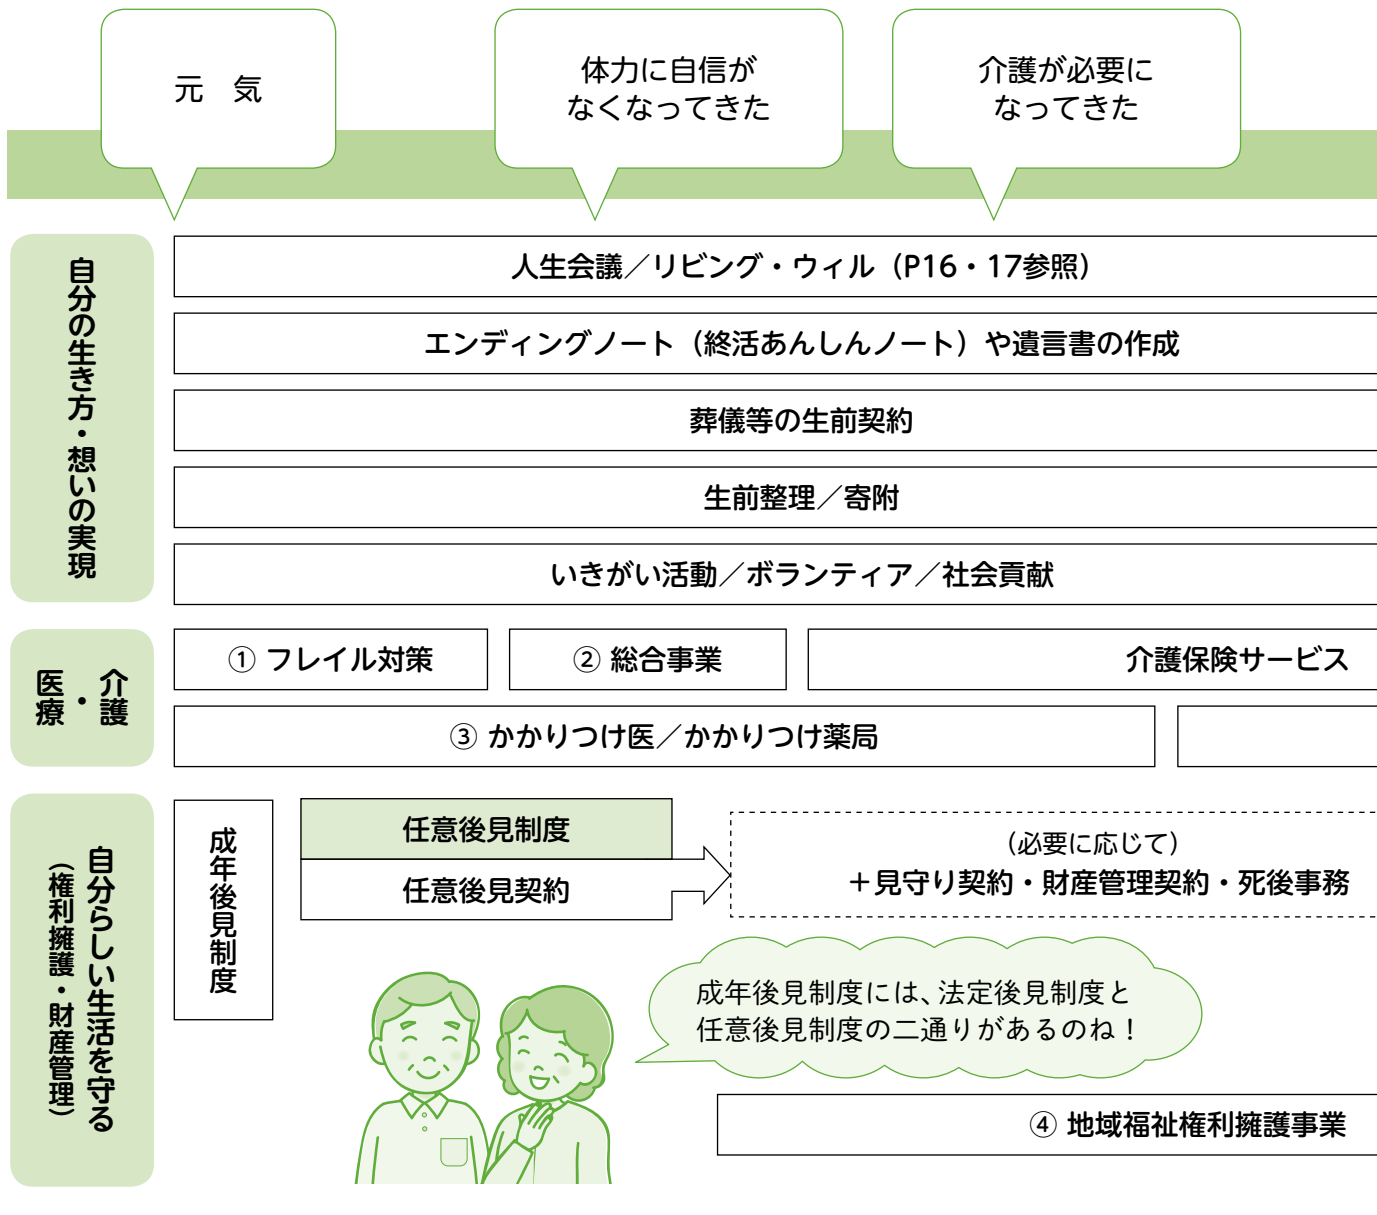 元　気
体力に自信が
なくなってきた
介護が必要に
なってきた
自分の生き方・想いの実現
人生会議／リビング・ウィル（P16・17参照）
エンディングノート（終活あんしんノート）や遺言書の作成
葬儀等の生前契約
生前整理／寄附
いきがい活動／ボランティア／社会貢献
介護・
医療
① フレイル対策
② 総合事業
介護保険サービス
③ かかりつけ医／かかりつけ薬局
自分らしい生活を守る
（権利擁護・財産管理）
成年後見制度
任意後見制度
任意後見契約
（必要に応じて）
＋見守り契約・財産管理契約・死後事務
成年後見制度には、法定後見制度と
任意後見制度の二通りがあるのね！
④ 地域福祉権利擁護事業